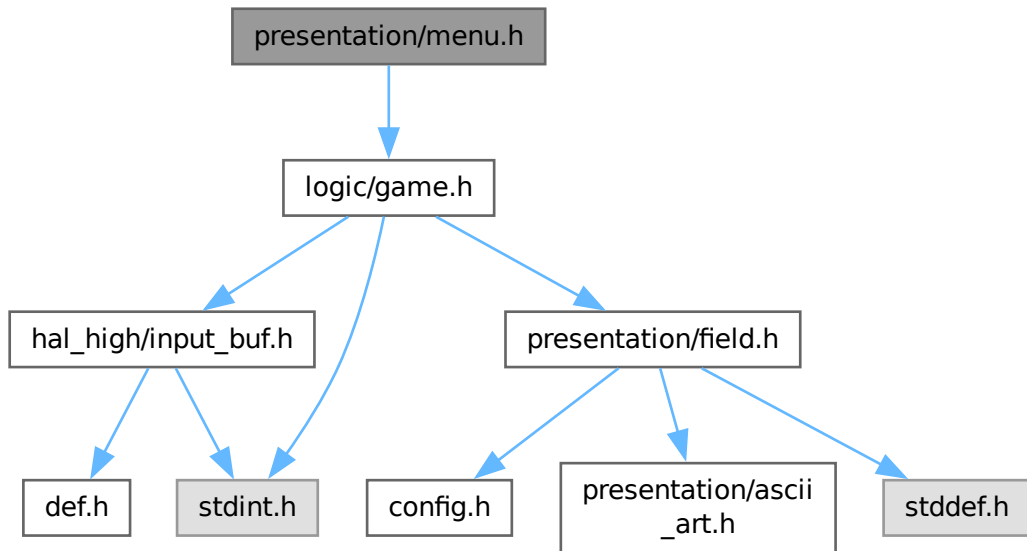 presentation/menu.h
logic/game.h
hal_high/input_buf.h
presentation/field.h
def.h
stdint.h
config.h
presentation/ascii
_art.h
stddef.h